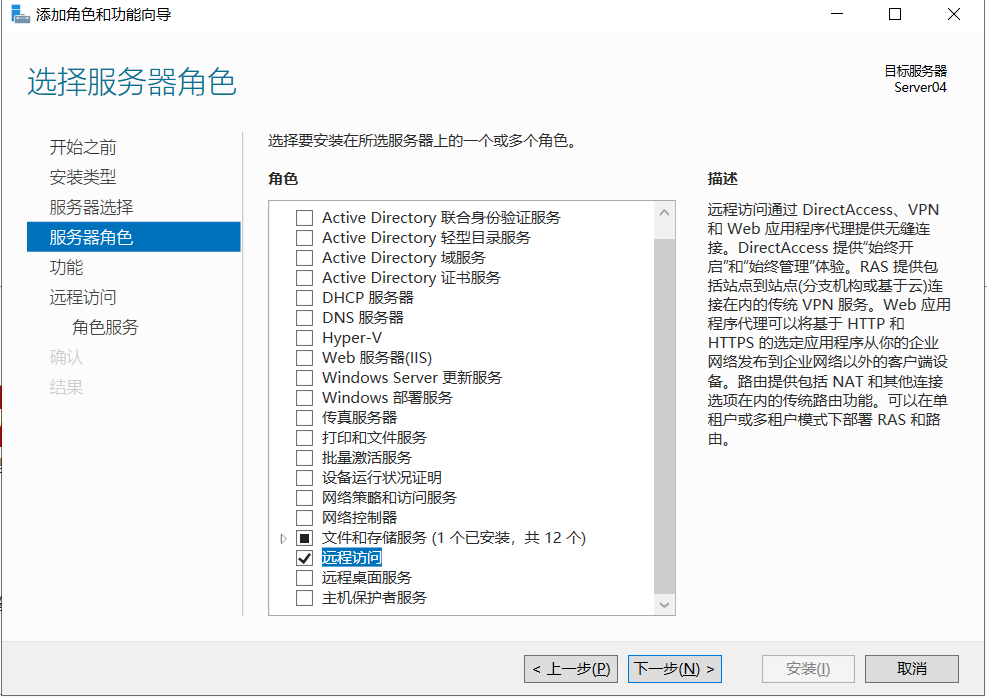 添加角色和功能向导
选择服务器角色
目标服务器
Server04
开始之前
安装类型
服务器选择
服务器角色
功能
远程访问
角色服务
确认
结果
选择要安装在所选服务器上的一个或多个角色。
角色
Active Directory 联合身份验证服务
Active Directory 轻型目录服务
Active Directory 域服务
Active Directory 证书服务
DHCP 服务器
DNS 服务器
Hyper-V
Web 服务器(IIS)
Windows Server 更新服务
Windows 部署服务
传真服务器
打印和文件服务
批量激活服务
设备运行状况证明
网络策略和访问服务
网络控制器
文件和存储服务 (1 个已安装，共 12 个)
远程访问
远程桌面服务
主机保护者服务
描述
远程访问通过 DirectAccess、VPN
和 Web 应用程序代理提供无缝连
接。DirectAccess 提供“始终开
启”和“始终管理”体验。RAS 提供包
括站点到站点(分支机构或基于云)连
接在内的传统 VPN 服务。Web 应用
程序代理可以将基于 HTTP 和
HTTPS 的选定应用程序从你的企业
网络发布到企业网络以外的客户端设
备。路由提供包括 NAT 和其他连接
选项在内的传统路由功能。可以在单
租户或多租户模式下部署 RAS 和路
由。
< 上一步(P)
下一步(N) >
安装(I)
取消